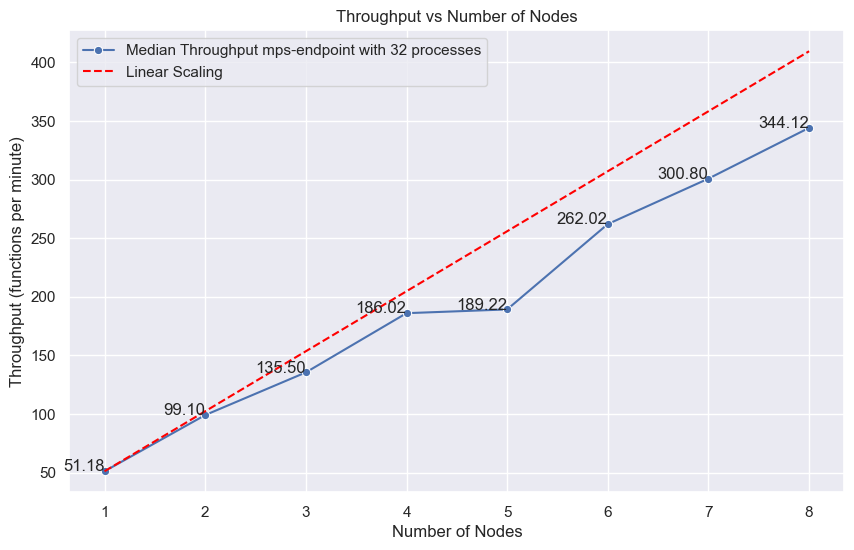 Throughput vs Number of Nodes
Median Throughput mps-endpoint with 32 processes
Linear Scaling
Throughput (functions per minute)
400
350
300
250
200
150
100
50
51.18
99.10
135.50
186.02
189.22
262.02
300.80
344.12
1 2 3 4 5 6 7 8
Number of Nodes